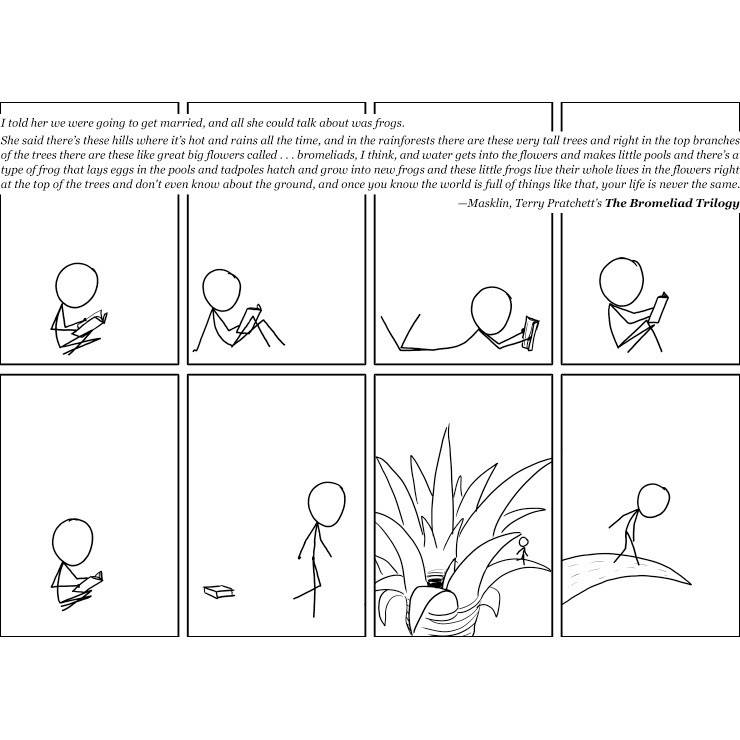 I told her we were going to get married, and all she could talk about was frogs.
She said there's these hills where it's hot and rains all the time, and in the rainforests there are these very tall trees and right in the top branches
of the trees there are these like great big flowers called . . . bromeliads, I think, and water gets into the flowers and makes little pools and there's a
type of frog that lays eggs in the pools and tadpoles hatch and grow into new frogs and these little frogs live their whole lives in the flowers right
at the top of the trees and don't even know about the ground, and once you know the world is full of things like that, your life is never the same.
—Masklin, Terry Pratchett's The Bromeliad Trilogy